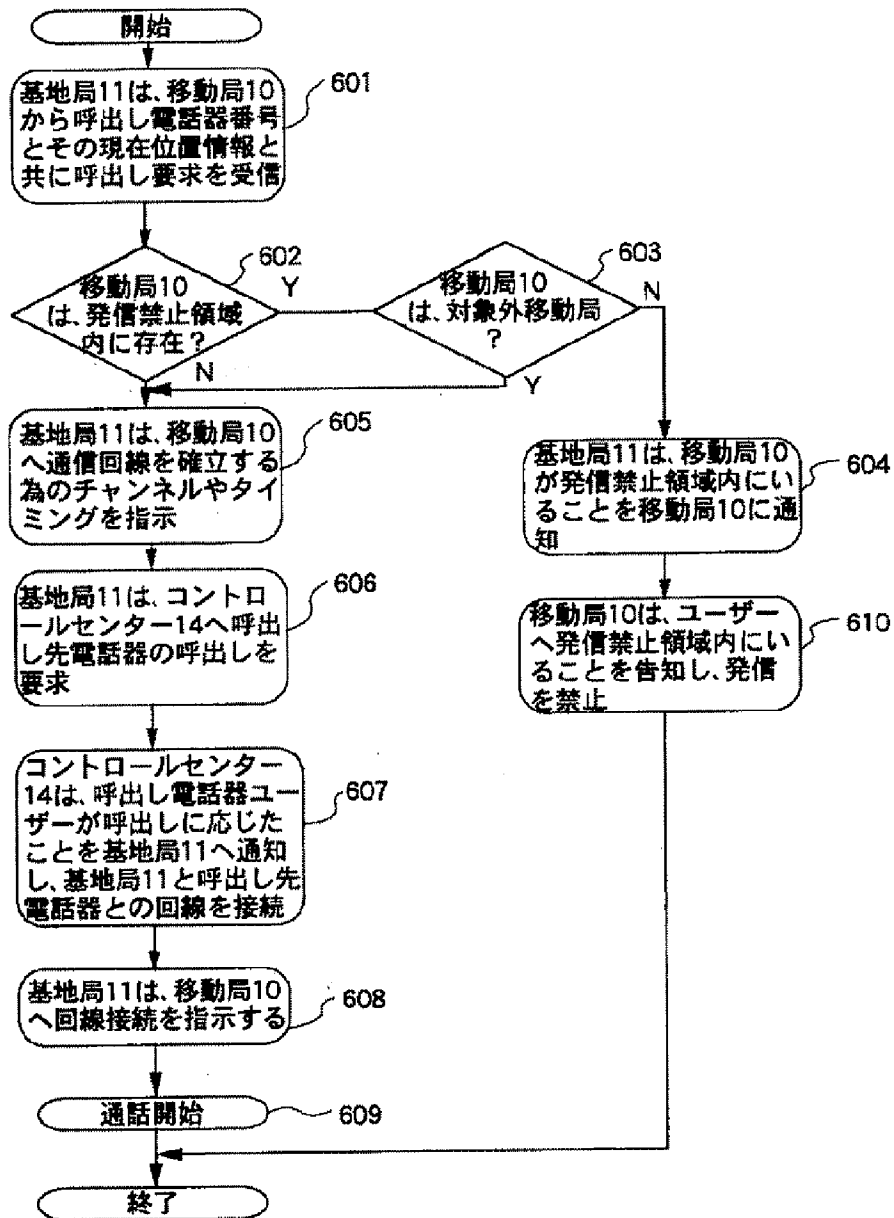 開始
基地局11は、移動局10
から呼出し電話器番号
とその現在位置情報と
共に呼出し要求を受信
601
602
移動局10
は、発信禁止領域
内に存在？
Y
N
603
移動局10
は、対象外移動局
？
N
Y
605
基地局11は、移動局10
へ通信回線を確立する
為のチャンネルやタイ
ミングを指示
基地局11は、移動局10
が発信禁止領域内にい
ることを移動局10に通
知
604
基地局11は、コントロ
ールセンター14へ呼出
し先電話器の呼出しを
要求
606
移動局10は、ユーザー
へ発信禁止領域内にい
ることを告知し、発信
を禁止
610
コントロールセンター
14は、呼出し電話器ユー
ザーが呼出しに応じた
ことを基地局11へ通知
し、基地局11と呼出し先
電話器との回線を接続
607
基地局11は、移動局10
へ回線接続を指示する
608
通話開始
609
終了